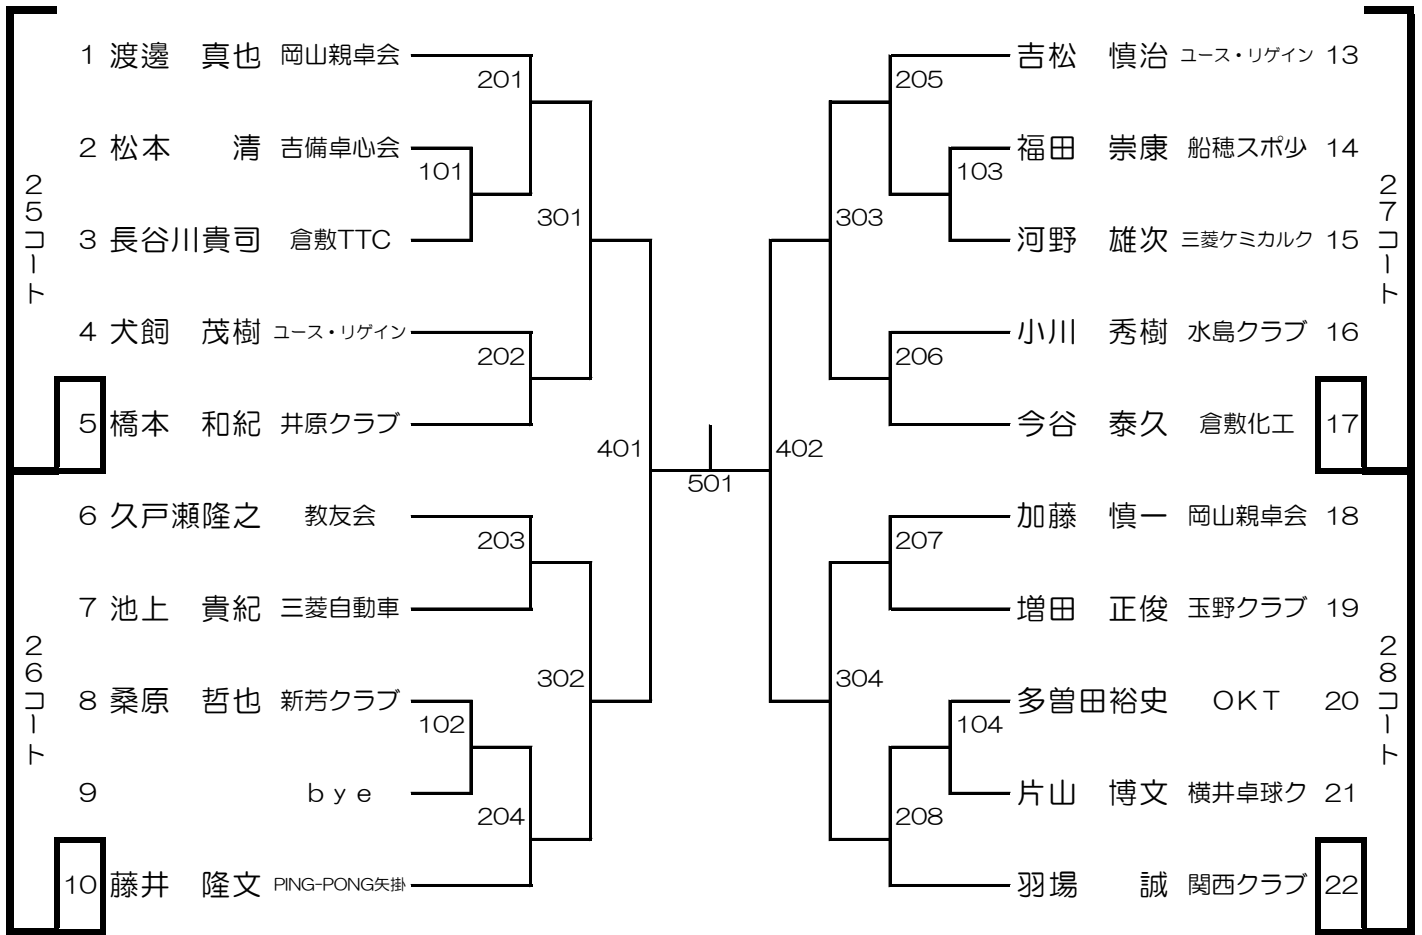 25コート
1 渡邊 真也 岡山親卓会
201
2 松本 清 吉備卓心会
101
3 長谷川貴司 倉敷TTC
301
4 犬飼 茂樹 ユース・リゲイン
202
5 橋本 和紀 井原クラブ
401
26コート
6 久戸瀬隆之 教友会
203
7 池上 貴紀 三菱自動車
302
8 桑原 哲也 新芳クラブ
102
9 bye
204
10 藤井 隆文 PING-PONG矢掛
501
27コート
吉松 慎治 ユース・リゲイン 13
205
福田 崇康 船穂スポ少 14
103
303
河野 雄次 三菱ケミカルク 15
小川 秀樹 水島クラブ 16
206
今谷 泰久 倉敷化工 17
402
28コート
加藤 慎一 岡山親卓会 18
207
増田 正俊 玉野クラブ 19
304
多曽田裕史 OKT 20
104
片山 博文 横井卓球ク 21
208
羽場 誠 関西クラブ 22